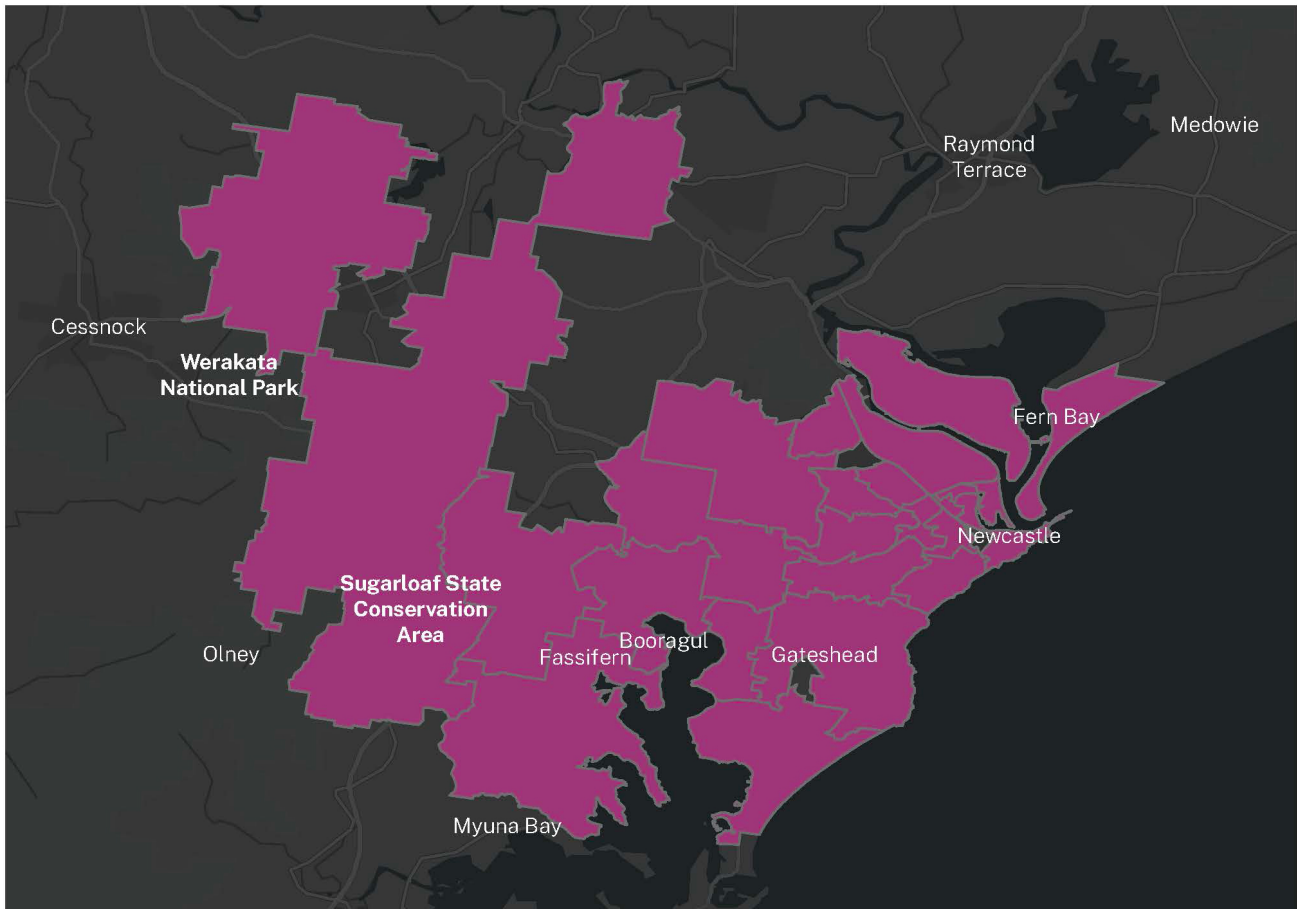 Medowie
Raymond
Terrace
Cessnock
Werakata
National Park
Fern Bay
Newcastle
Sugarloaf State
Conservation
Area
Olney
Fassifern
Booragul
Gateshead
Myuna Bay